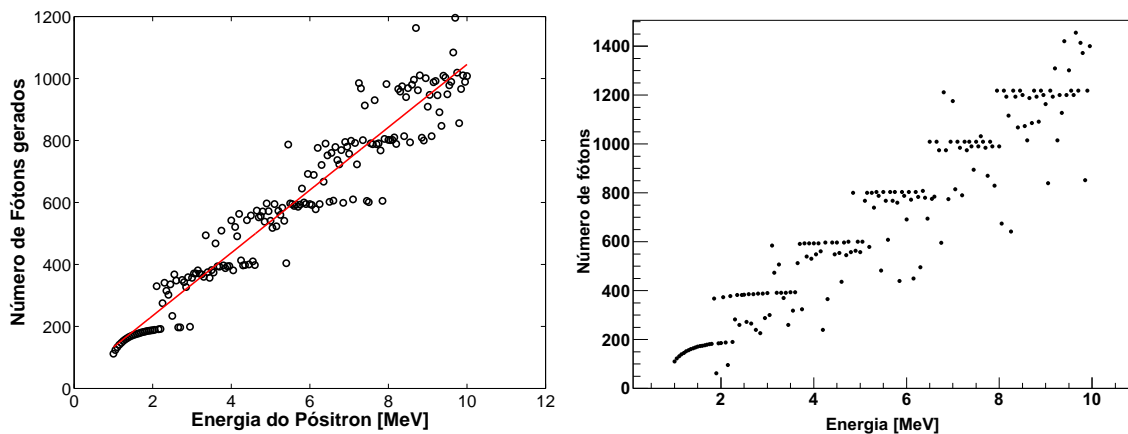 1200
1000
800
600
400
200
0
Número de Fótons gerados
0 2 4 6 8 10 12
Energia do Pósitron [MeV]
1400
1200
1000
800
600
400
200
0
Número de fótons
2 4 6 8 10
Energia [MeV]